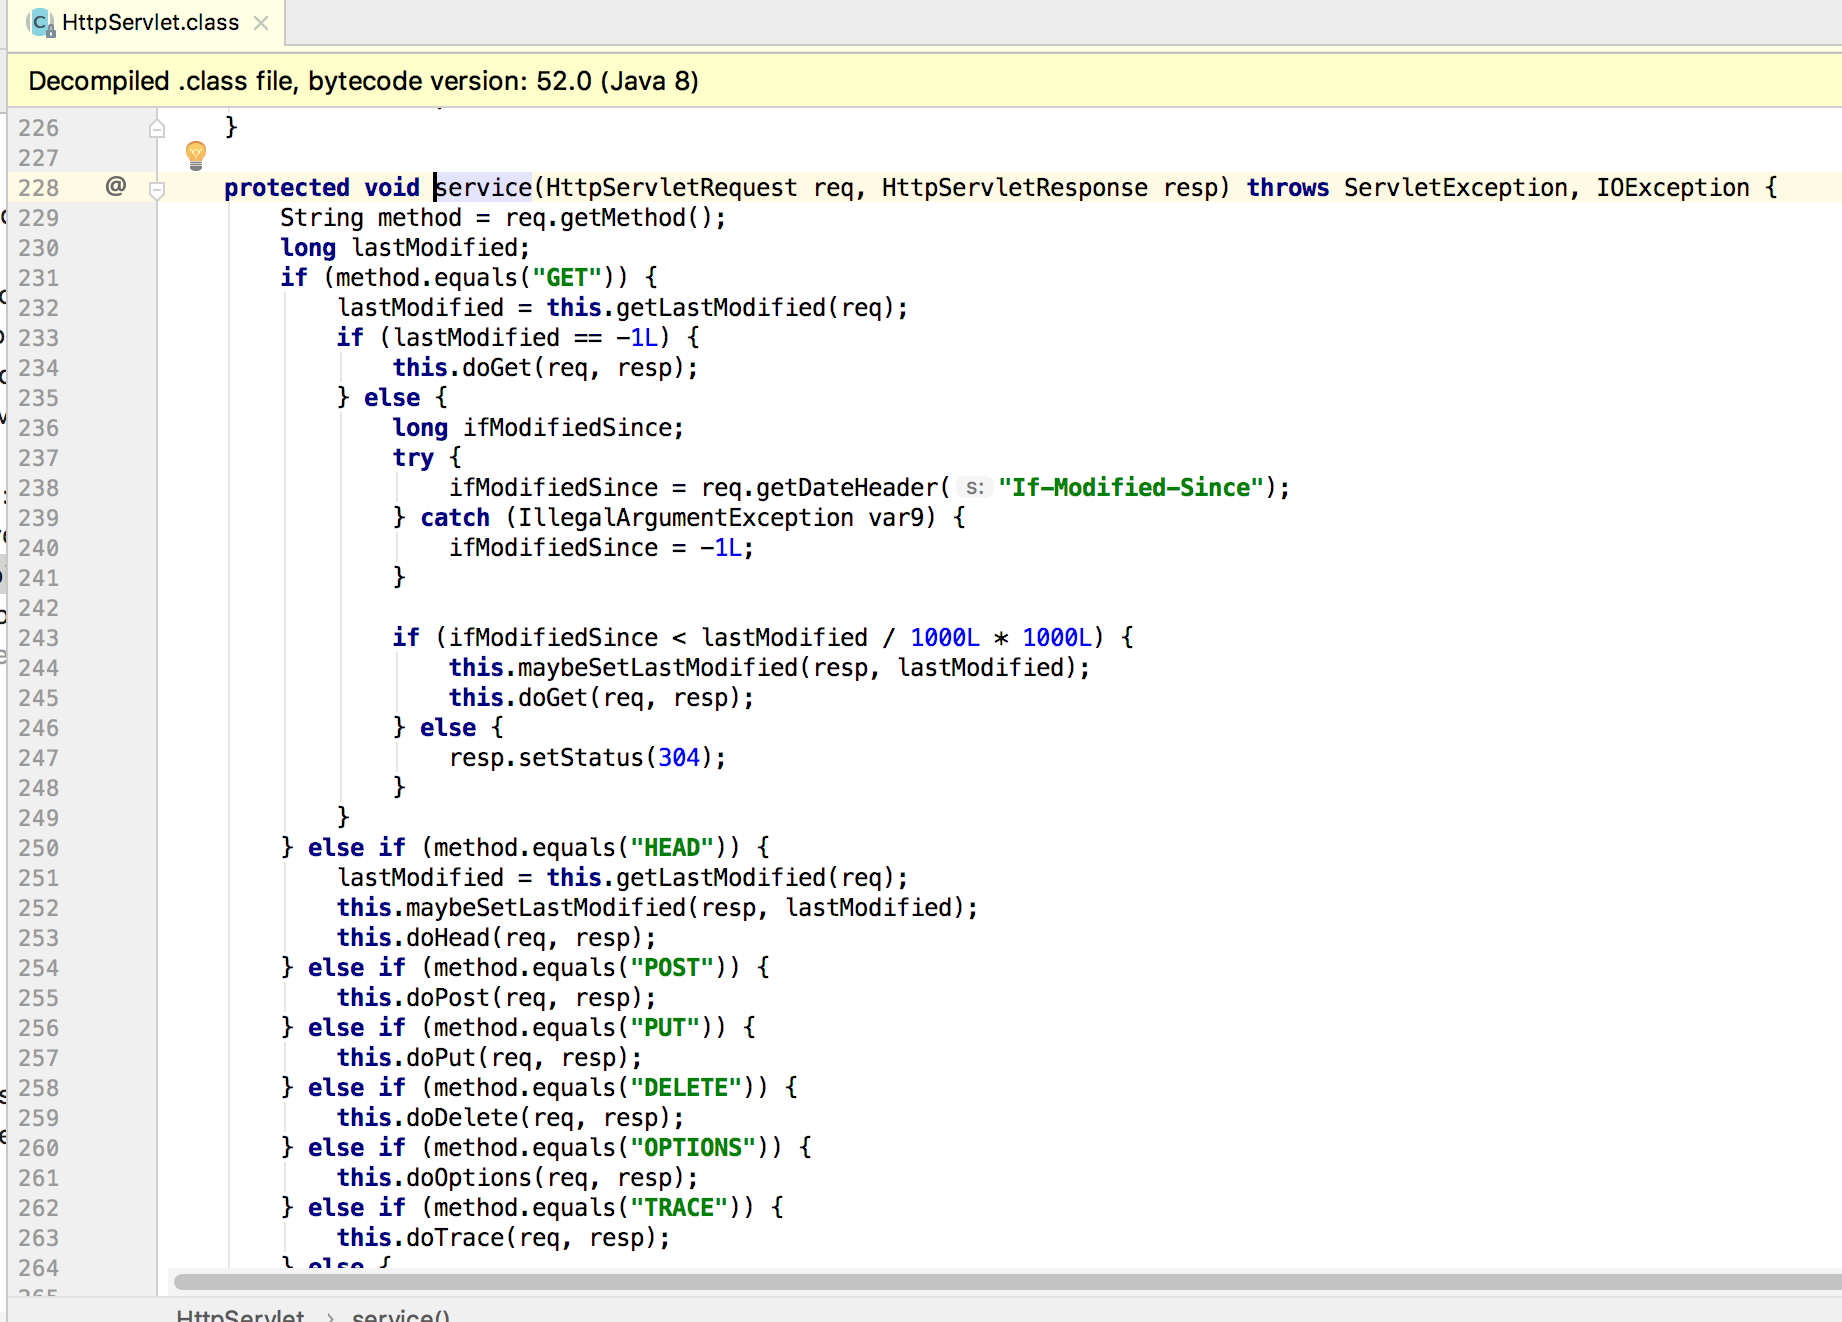 HttpServlet.class
Decompiled .class file, bytecode version: 52.0 (Java 8)
226 }
227
228 @ protected void service(HttpServletRequest req, HttpServletResponse resp) throws ServletException, IOException {
229 String method = req.getMethod();
230 long lastModified;
231 if (method.equals("GET")) {
232 lastModified = this.getLastModified(req);
233 if (lastModified == -1L) {
234 this.doGet(req, resp);
235 } else {
236 long ifModifiedSince;
237 try {
238 ifModifiedSince = req.getDateHeader( s: "If-Modified-Since");
239 } catch (IllegalArgumentException var9) {
240 ifModifiedSince = -1L;
241 }
242
243 if (ifModifiedSince < lastModified / 1000L * 1000L) {
244 this.maybeSetLastModified(resp, lastModified);
245 this.doGet(req, resp);
246 } else {
247 resp.setStatus(304);
248 }
249 }
250 } else if (method.equals("HEAD")) {
251 lastModified = this.getLastModified(req);
252 this.maybeSetLastModified(resp, lastModified);
253 this.doHead(req, resp);
254 } else if (method.equals("POST")) {
255 this.doPost(req, resp);
256 } else if (method.equals("PUT")) {
257 this.doPut(req, resp);
258 } else if (method.equals("DELETE")) {
259 this.doDelete(req, resp);
260 } else if (method.equals("OPTIONS")) {
261 this.doOptions(req, resp);
262 } else if (method.equals("TRACE")) {
263 this.doTrace(req, resp);
264 } else {
265
HttpServlet › service()